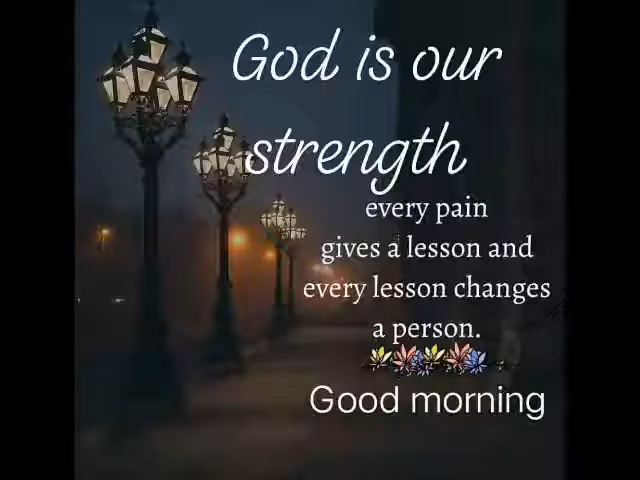 God is our
strength
every pain
gives a lesson and
every lesson changes
a person.
Good morning